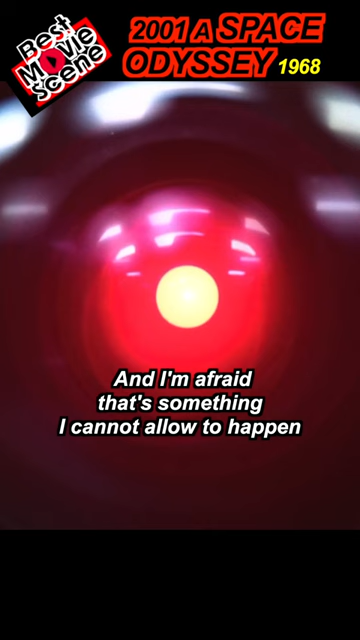 Best
Movie
Scene
2001 A SPACE
ODYSSEY 1968
And I'm afraid
that's something
I cannot allow to happen